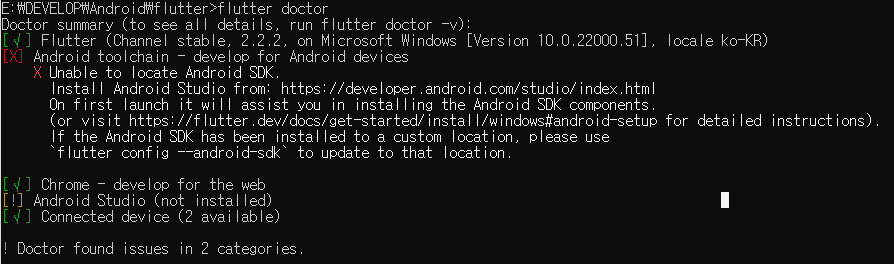 E:₩DEVELOP₩Android₩flutter>flutter doctor
Doctor summary (to see all details, run flutter doctor -v):
[√] Flutter (Channel stable, 2.2.2, on Microsoft Windows [Version 10.0.22000.51], locale ko-KR)
[X] Android toolchain - develop for Android devices
X Unable to locate Android SDK.
Install Android Studio from: https://developer.android.com/studio/index.html
On first launch it will assist you in installing the Android SDK components.
(or visit https://flutter.dev/docs/get-started/install/windows#android-setup for detailed instructions).
If the Android SDK has been installed to a custom location, please use
`flutter config --android-sdk` to update to that location.
[√] Chrome - develop for the web
[!] Android Studio (not installed)
[√] Connected device (2 available)
! Doctor found issues in 2 categories.